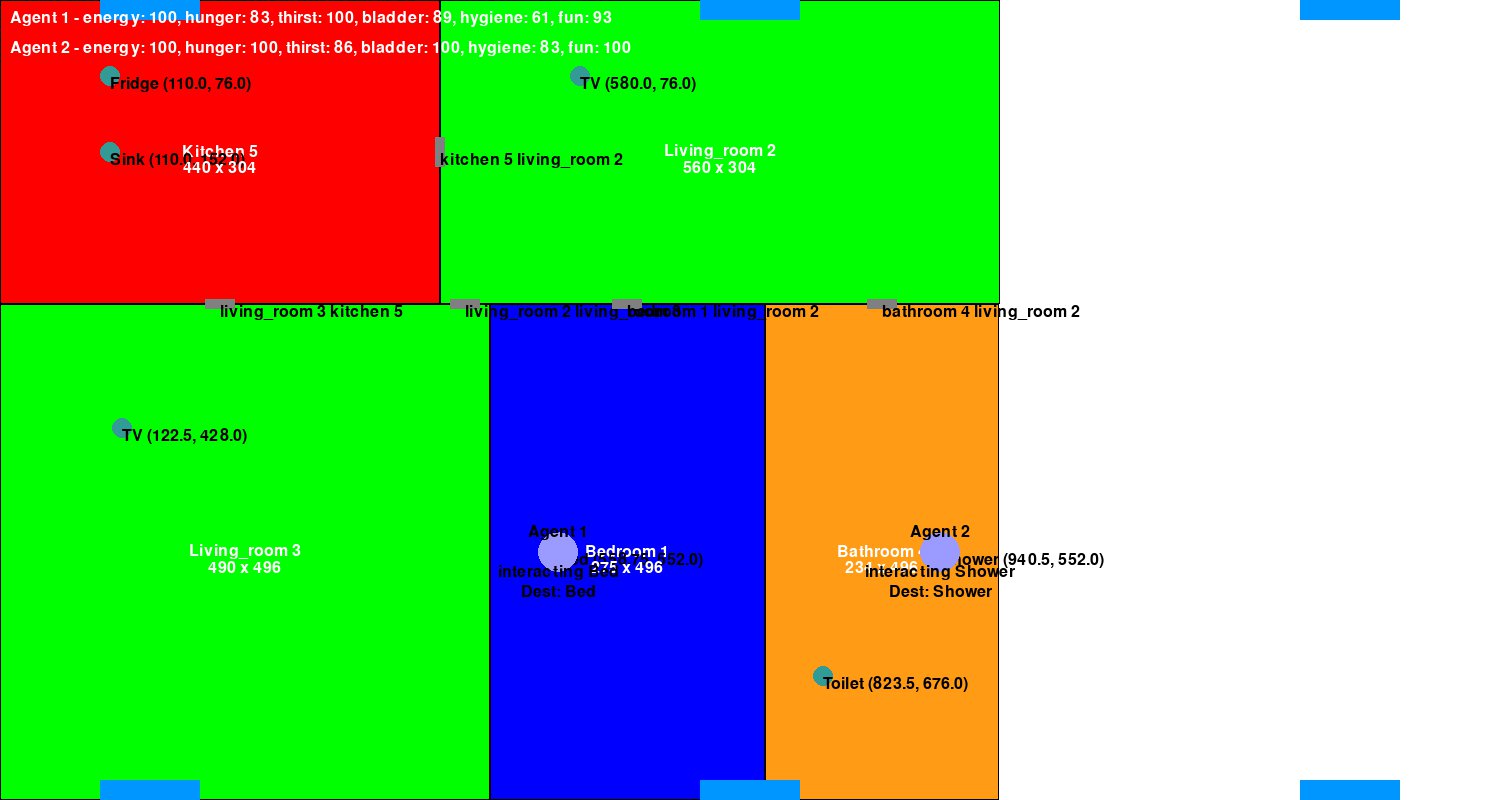 Agent 1 - energy: 100, hunger: 83, thirst: 100, bladder: 89, hygiene: 61, fun: 93
Agent 2 - energy: 100, hunger: 100, thirst: 86, bladder: 100, hygiene: 83, fun: 100
Fridge (110.0, 76.0)
TV (580.0, 76.0)
Sink (110.0, 152.0)
Kitchen 5
440 x 304
kitchen 5 living_room 2
Living_room 2
560 x 304
living_room 3 kitchen 5
living_room 2 living_room 3
bedroom 1 living_room 2
bathroom 4 living_room 2
TV (122.5, 428.0)
Living_room 3
490 x 496
Agent 1
Bedroom 1
275 x 496
interacting Bed
Dest: Bed
Agent 2
Bathroom
Shower (940.5, 552.0)
interacting Shower
Dest: Shower
Toilet (823.5, 676.0)